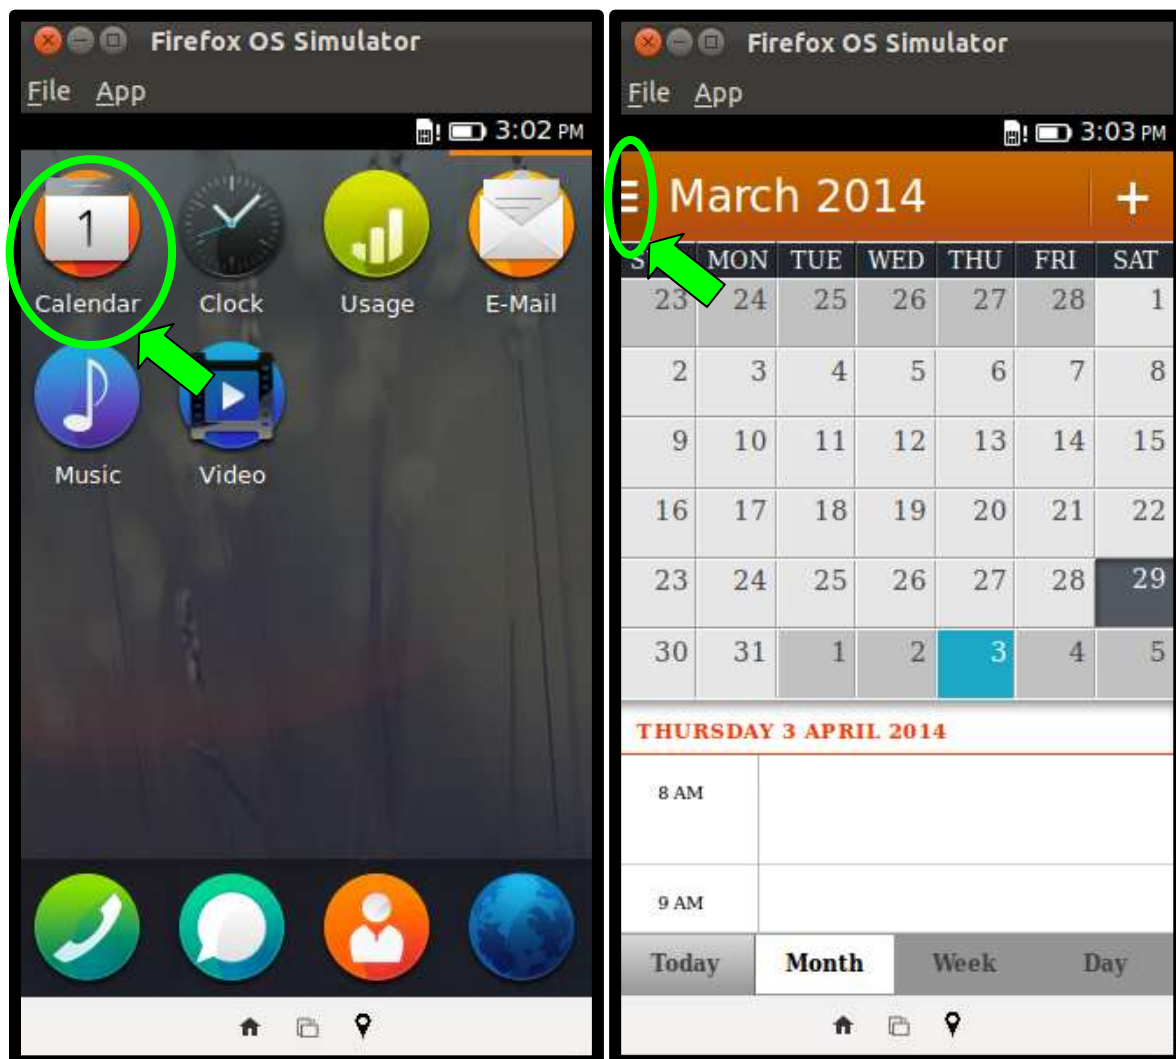 Firefox OS Simulator
File App
3:02 PM
1
Calendar Clock Usage E-Mail
Music Video
Firefox OS Simulator
File App
3:03 PM
March 2014 +
MON TUE WED THU FRI SAT
23 24 25 26 27 28 1
2 3 4 5 6 7 8
9 10 11 12 13 14 15
16 17 18 19 20 21 22
23 24 25 26 27 28 29
30 31 1 2 3 4 5
THURSDAY 3 APRIL 2014
8 AM
9 AM
Today Month Week Day